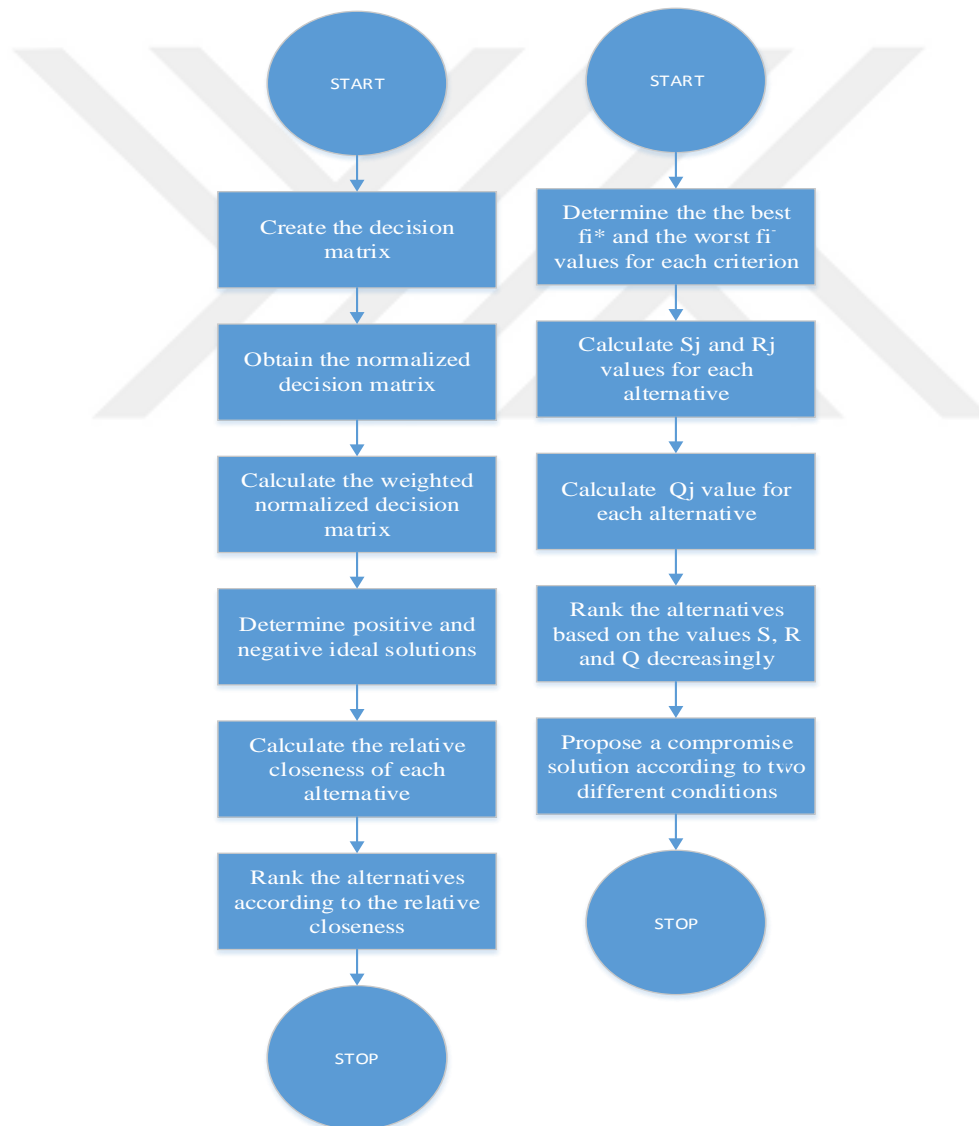 START
Create the decision
matrix
Obtain the normalized
decision matrix
Calculate the weighted
normalized decision
matrix
Determine positive and
negative ideal solutions
Calculate the relative
closeness of each
alternative
Rank the alternatives
according to the relative
closeness
STOP
START
Determine the the best
fi* and the worst fi⁻
values for each criterion
Calculate Sj and Rj
values for each
alternative
Calculate Qj value for
each alternative
Rank the alternatives
based on the values S, R
and Q decreasingly
Propose a compromise
solution according to two
different conditions
STOP